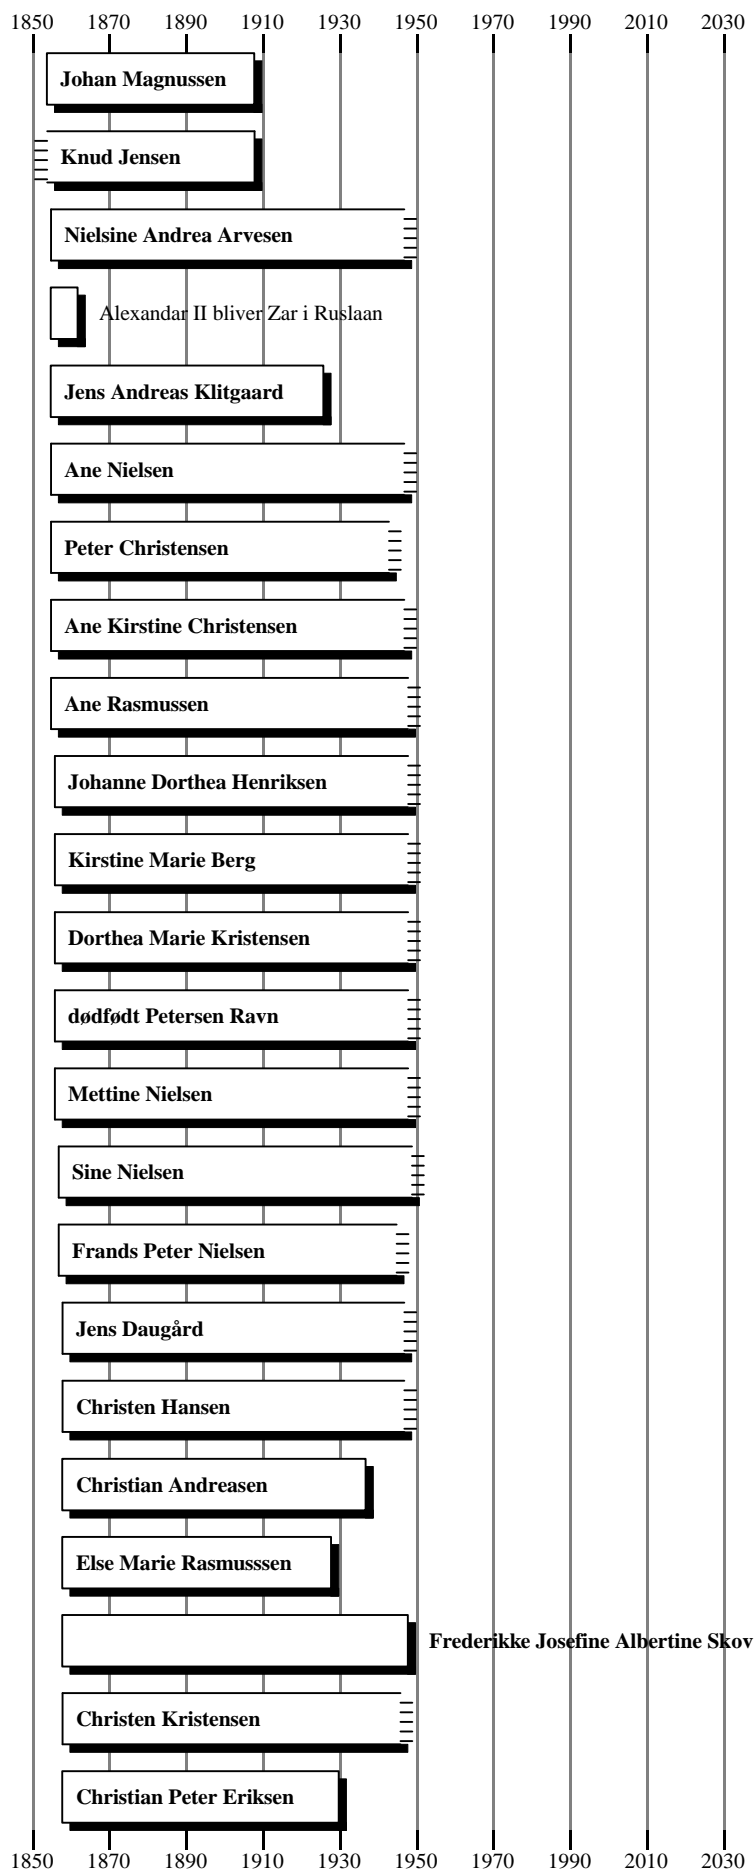 1850 1870 1890 1910 1930 1950 1970 1990 2010 2030
Johan Magnussen
Knud Jensen
Nielsine Andrea Arvesen
Alexandar II bliver Zar i Ruslaan
Jens Andreas Klitgaard
Ane Nielsen
Peter Christensen
Ane Kirstine Christensen
Ane Rasmussen
Johanne Dorthea Henriksen
Kirstine Marie Berg
Dorthea Marie Kristensen
dødfødt Petersen Ravn
Mettine Nielsen
Sine Nielsen
Frands Peter Nielsen
Jens Daugård
Christen Hansen
Christian Andreasen
Else Marie Rasmusssen
Frederikke Josefine Albertine Skov
Christen Kristensen
Christian Peter Eriksen
1850 1870 1890 1910 1930 1950 1970 1990 2010 2030